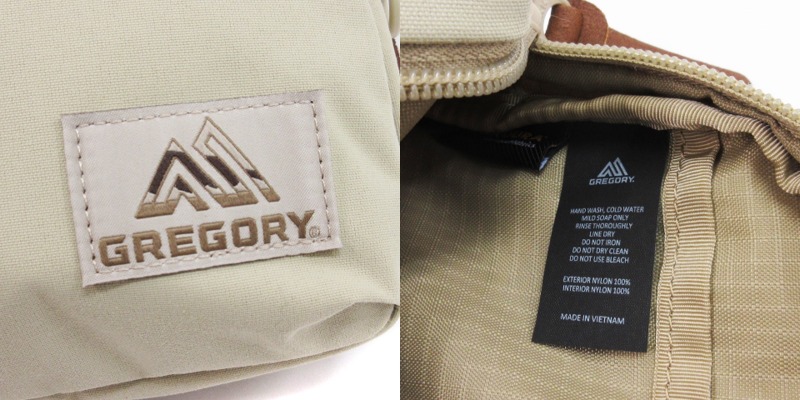 GREGORY
GREGORY
HAND WASH, COLD WATER
MILD SOAP ONLY
RINSE THOROUGHLY
LINE DRY
DO NOT IRON
DO NOT DRY CLEAN
DO NOT USE BLEACH
EXTERIOR NYLON 100%
INTERIOR NYLON 100%
MADE IN VIETNAM